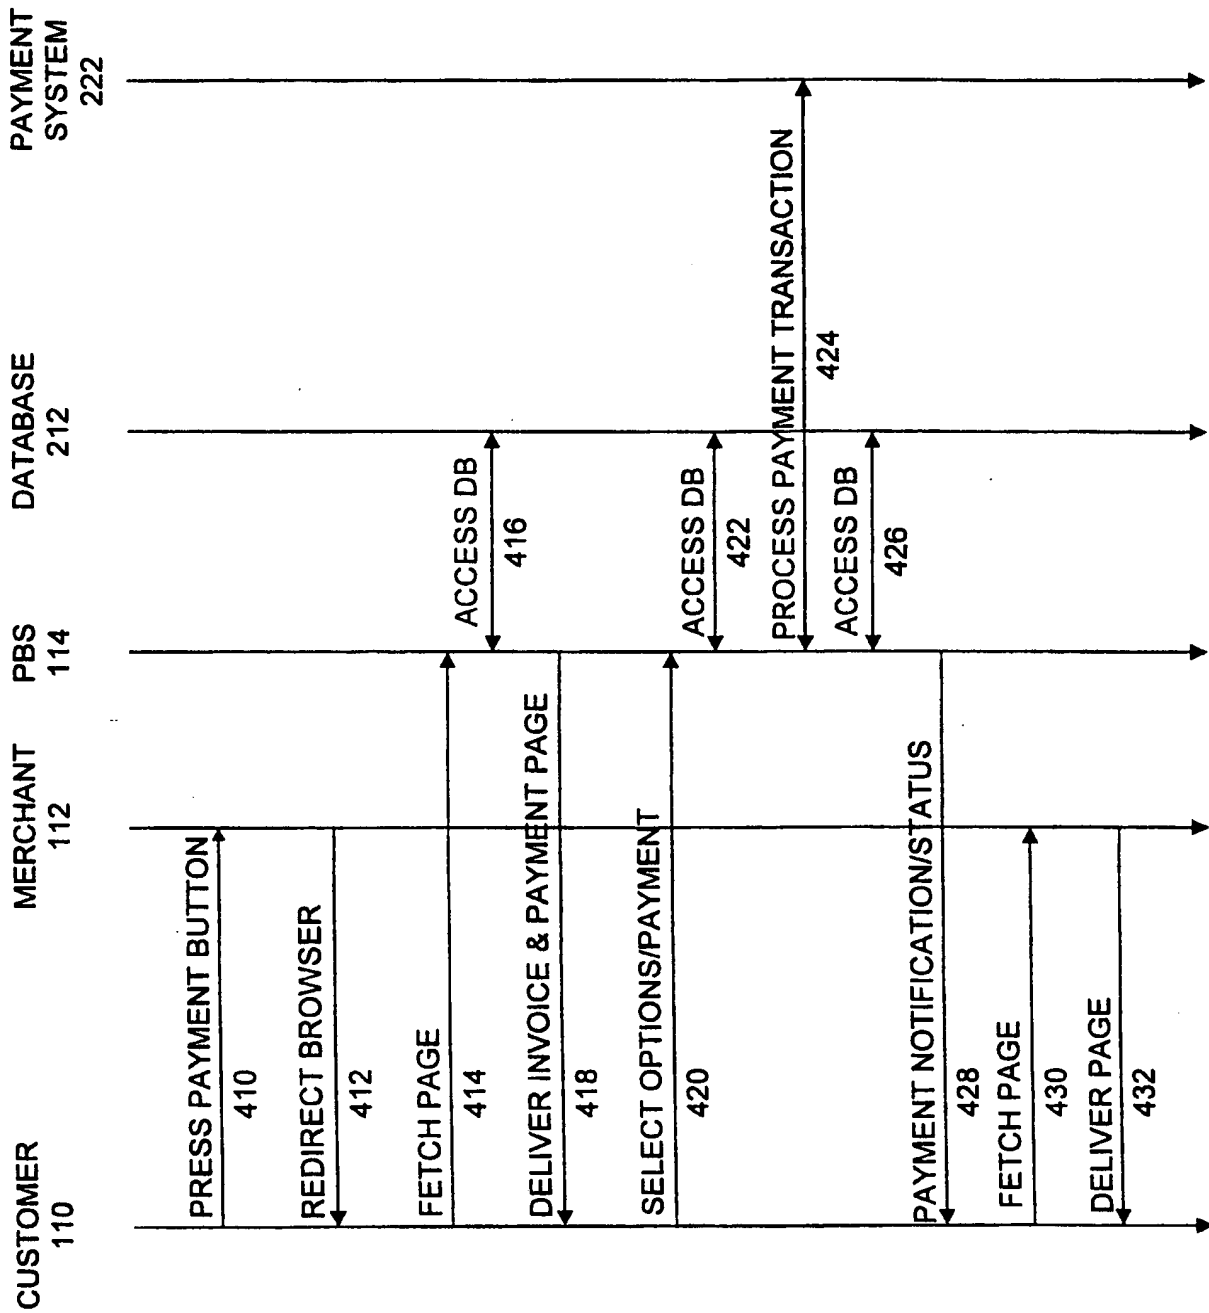 CUSTOMER
110
MERCHANT
112
PBS
114
DATABASE
212
PAYMENT
SYSTEM
222
PRESS PAYMENT BUTTON
410
REDIRECT BROWSER
412
FETCH PAGE
414
ACCESS DB
416
DELIVER INVOICE & PAYMENT PAGE
418
SELECT OPTIONS/PAYMENT
420
ACCESS DB
422
PROCESS PAYMENT TRANSACTION
424
ACCESS DB
426
PAYMENT NOTIFICATION/STATUS
428
FETCH PAGE
430
DELIVER PAGE
432